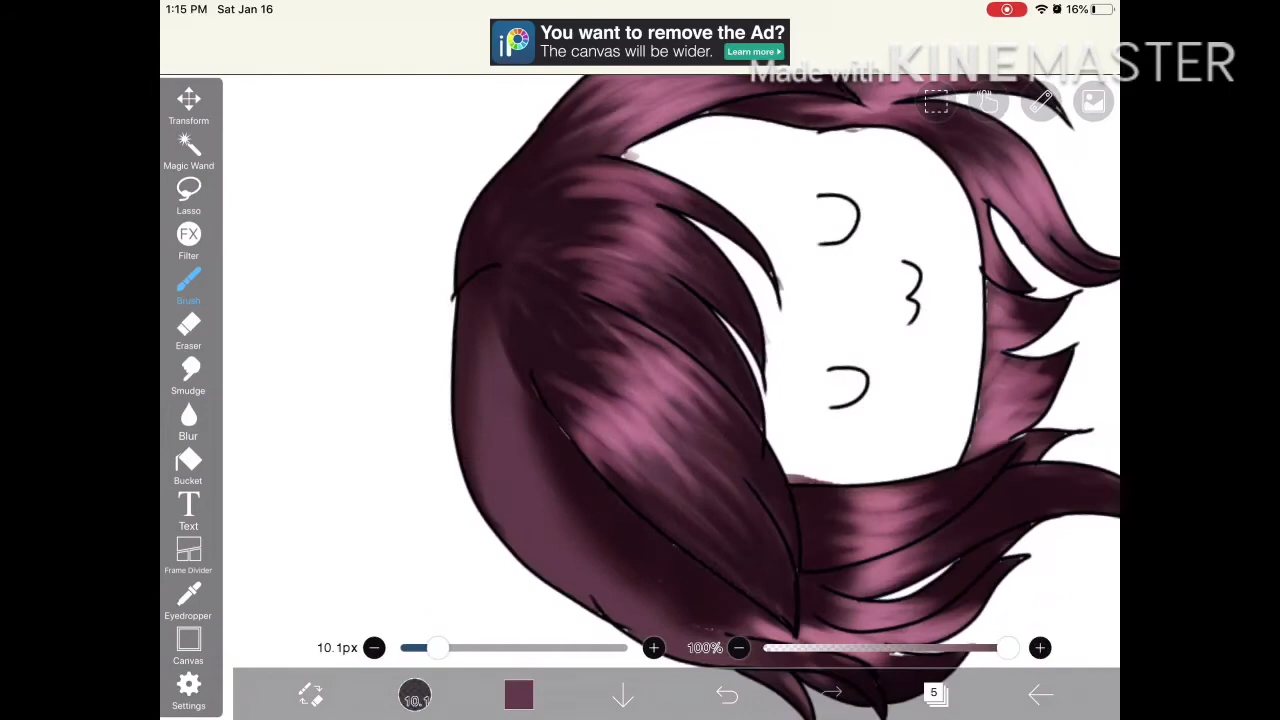 1:15 PM Sat Jan 16
16%
You want to remove the Ad?
The canvas will be wider.
Learn more
Made with KINEMASTER
Transform
Magic Wand
Lasso
FX
Filter
Brush
Eraser
Smudge
Blur
Bucket
T
Text
Frame Divider
Eyedropper
Canvas
Settings
10.1px
100%
10.1
5